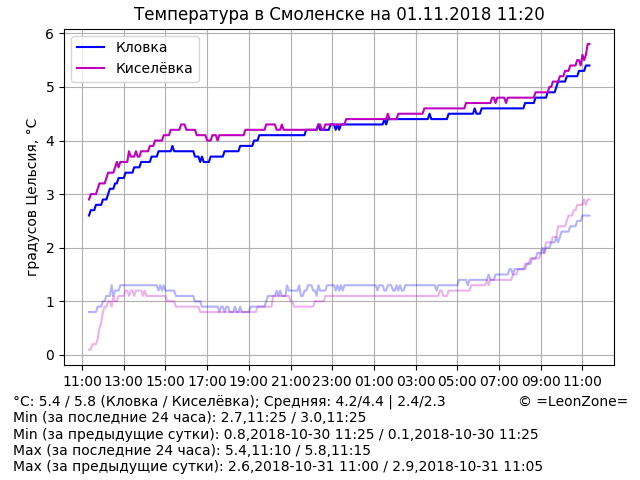 Температура в Смоленске на 01.11.2018 11:20
Кловка
Киселёвка
градусов Цельсия, °C
6
5
4
3
2
1
0
11:00 13:00 15:00 17:00 19:00 21:00 23:00 01:00 03:00 05:00 07:00 09:00 11:00
°C: 5.4 / 5.8 (Кловка / Киселёвка); Средняя: 4.2/4.4 | 2.4/2.3 © =LeonZone=
Min (за последние 24 часа): 2.7,11:25 / 3.0,11:25
Min (за предыдущие сутки): 0.8,2018-10-30 11:25 / 0.1,2018-10-30 11:25
Max (за последние 24 часа): 5.4,11:10 / 5.8,11:15
Max (за предыдущие сутки): 2.6,2018-10-31 11:00 / 2.9,2018-10-31 11:05